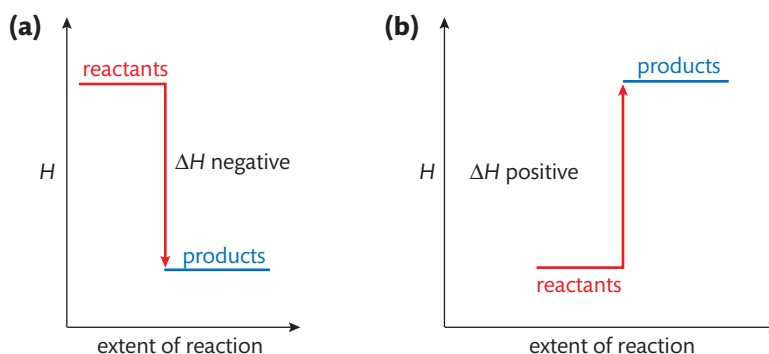 (a)
reactants
H
ΔH negative
products
extent of reaction
(b)
products
H
ΔH positive
reactants
extent of reaction